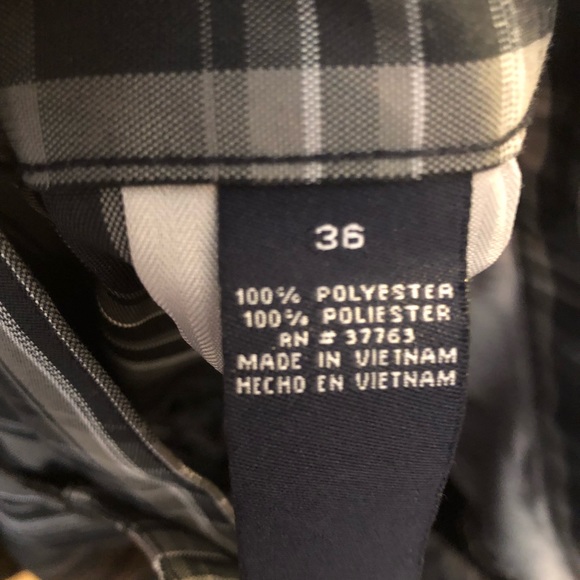 36
100% POLYESTER
100% POLIESTER
RN # 37763
MADE IN VIETNAM
HECHO EN VIETNAM